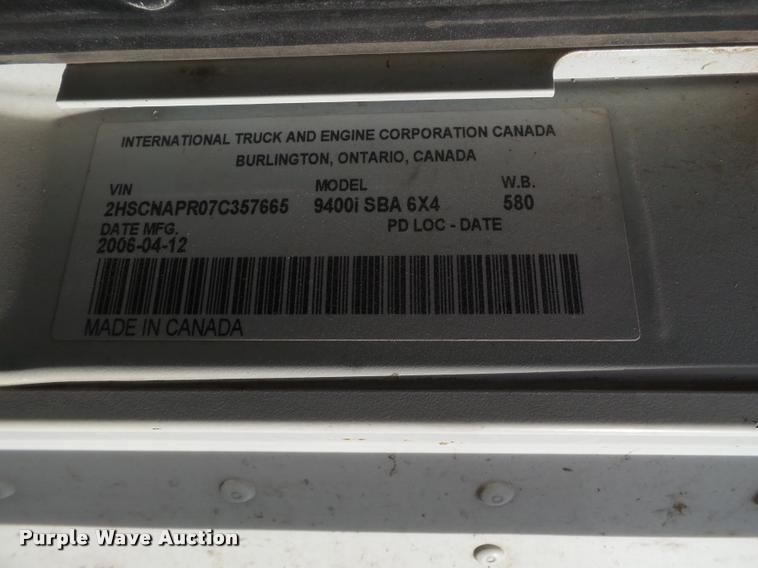 INTERNATIONAL TRUCK AND ENGINE CORPORATION CANADA
BURLINGTON, ONTARIO, CANADA
VIN MODEL W.B.
2HSCNAPR07C357665 9400i SBA 6X4 580
DATE MFG. PD LOC - DATE
2006-04-12
MADE IN CANADA
Purple Wave Auction